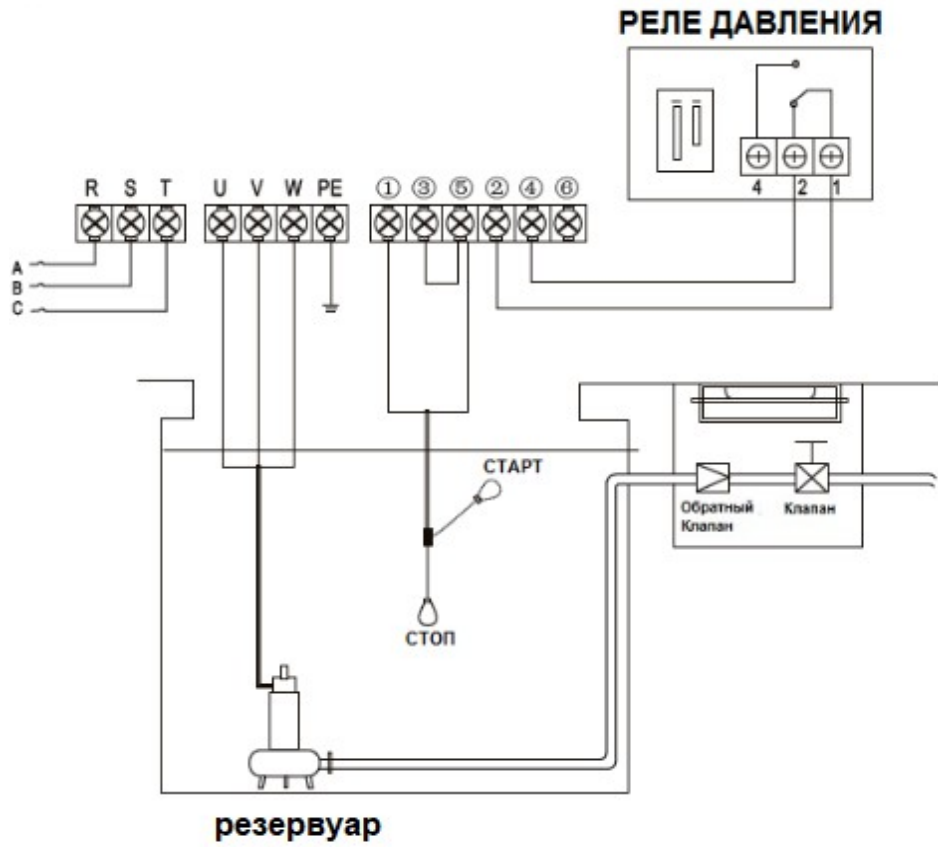 РЕЛЕ ДАВЛЕНИЯ
4 2 1
R S T U V W PE ① ③ ⑤ ② ④ ⑥
A
B
C
СТАРТ
СТОП
Обратный Клапан
Клапан
резервуар